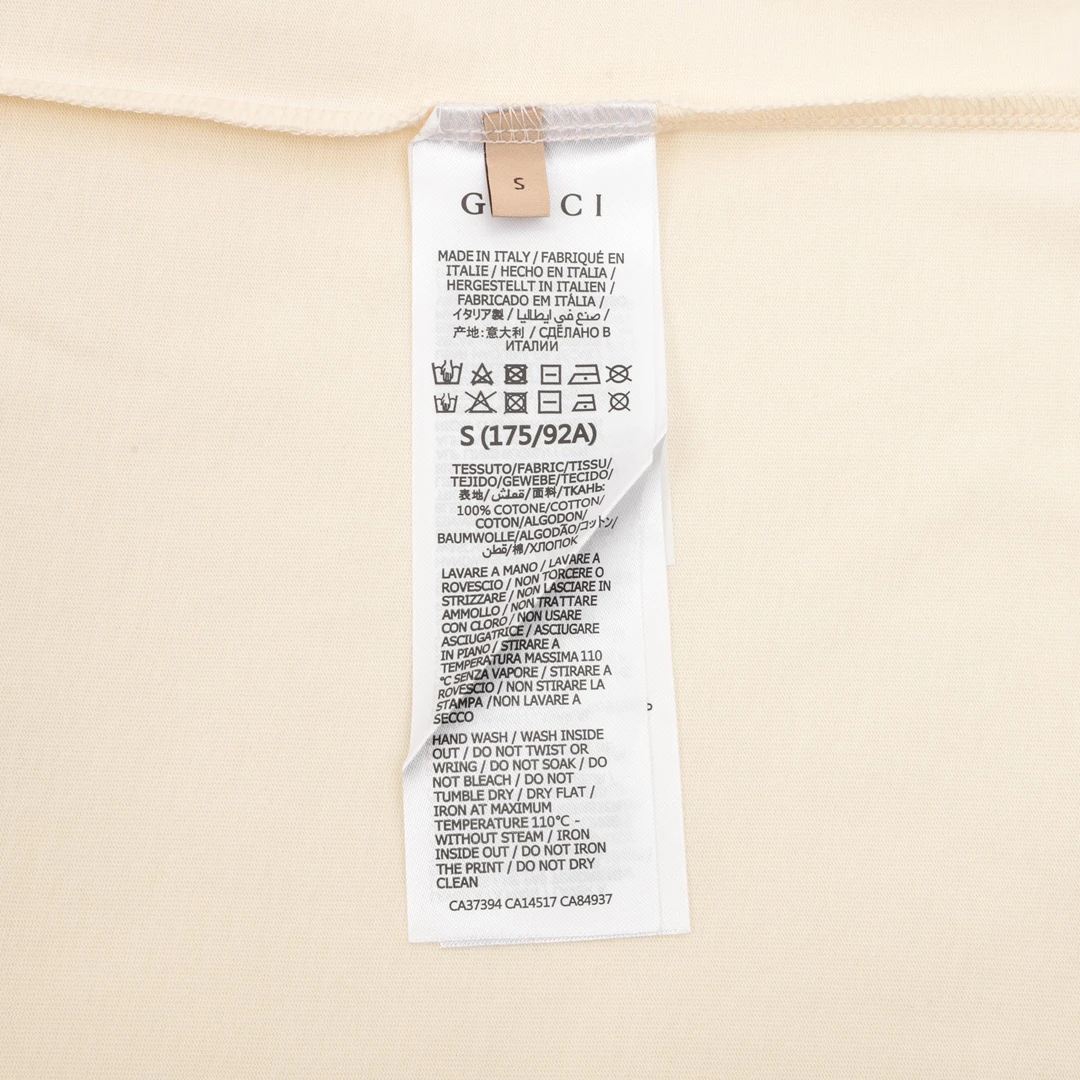 S
G CI
MADE IN ITALY / FABRIQUÉ EN
ITALIE / HECHO EN ITALIA /
HERGESTELLT IN ITALIEN /
FABRICADO EM ITÁLIA /
イタリア製 / صنع في ايطاليا /
产地:意大利 / СДЕЛАНО В
ИТАЛИИ
S (175/92A)
TESSUTO/FABRIC/TISSU/
TEJIDO/GEWEBE/TECIDO/
表地/قماش/面料/ТКАНЬ:
100% COTONE/COTTON/
COTON/ALGODON/
BAUMWOLLE/ALGODÃO/コットン/
قطن/棉/ХЛОПОК
LAVARE A MANO / LAVARE A
ROVESCIO / NON TORCERE O
STRIZZARE / NON LASCIARE IN
AMMOLLO / NON TRATTARE
CON CLORO / NON USARE
ASCIUGATRICE / ASCIUGARE
IN PIANO / STIRARE A
TEMPERATURA MASSIMA 110
°C SENZA VAPORE / STIRARE A
ROVESCIO / NON STIRARE LA
STAMPA / NON LAVARE A
SECCO
HAND WASH / WASH INSIDE
OUT / DO NOT TWIST OR
WRING / DO NOT SOAK / DO
NOT BLEACH / DO NOT
TUMBLE DRY / DRY FLAT /
IRON AT MAXIMUM
TEMPERATURE 110°C -
WITHOUT STEAM / IRON
INSIDE OUT / DO NOT IRON
THE PRINT / DO NOT DRY
CLEAN
CA37394 CA14517 CA84937